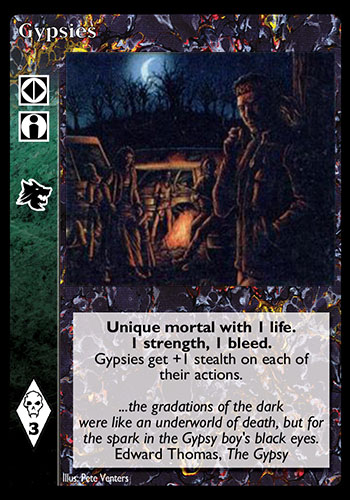 Gypsies
Unique mortal with 1 life.
1 strength, 1 bleed.
Gypsies get +1 stealth on each of
their actions.
...the gradations of the dark
were like an underworld of death, but for
the spark in the Gypsy boy's black eyes.
Edward Thomas, The Gypsy
3
Illus: Pete Venters